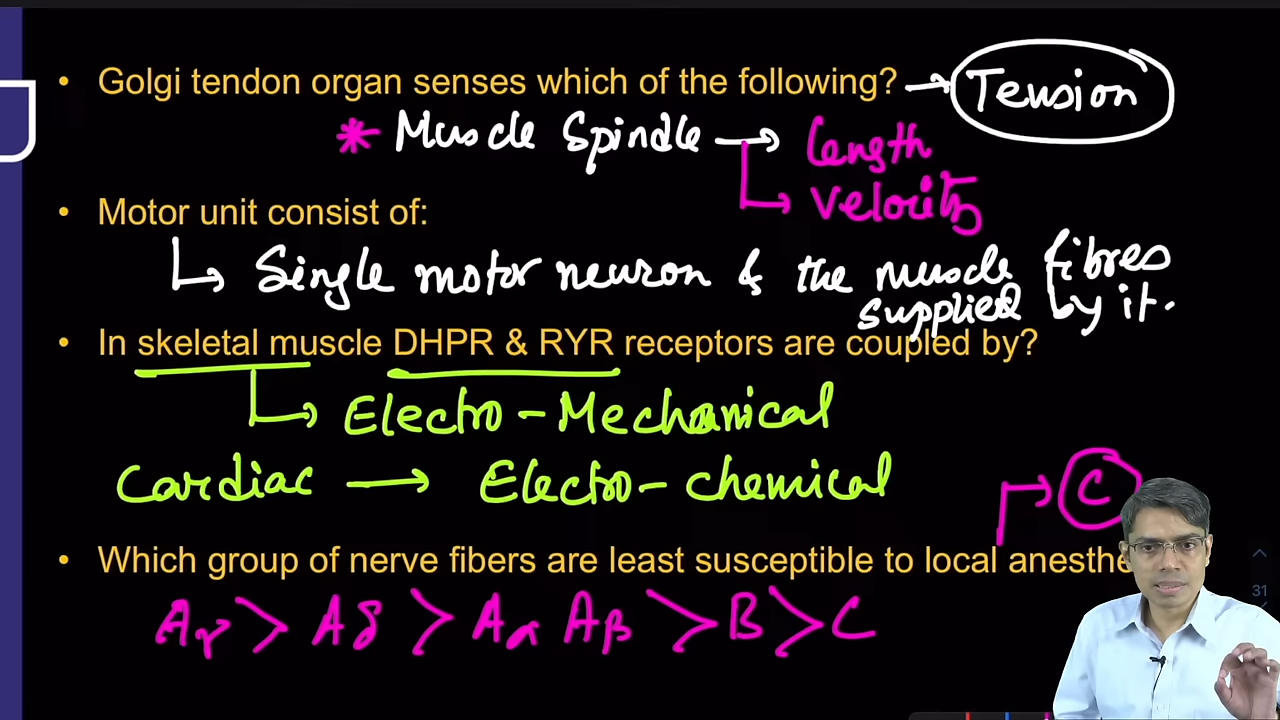 • Golgi tendon organ senses which of the following? → Tension
* Muscle Spindle → length
→ Velocity
• Motor unit consist of:
→ Single motor neuron & the muscle fibres
supplied by it.
• In skeletal muscle DHPR & RYR receptors are coupled by?
→ Electro - Mechanical
Cardiac → Electro - chemical
→ C
• Which group of nerve fibers are least susceptible to local anesthe
Aγ > Aδ > Aα Aβ > B > C
31